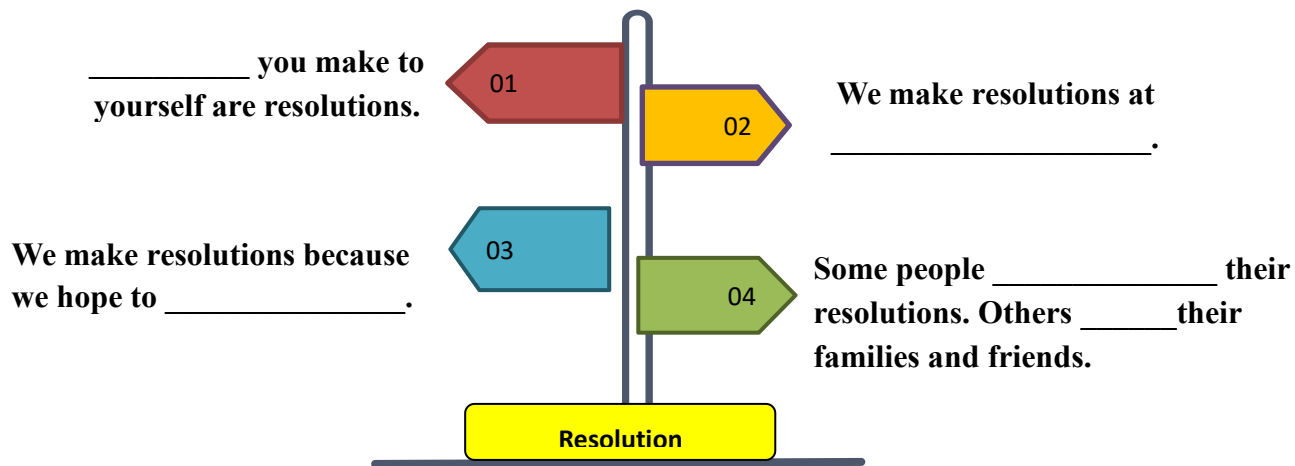 __________ you make to
yourself are resolutions.
01
02
We make resolutions at
____________________.
03
We make resolutions because
we hope to _______________.
04
Some people ______________ their
resolutions. Others ______their
families and friends.
Resolution